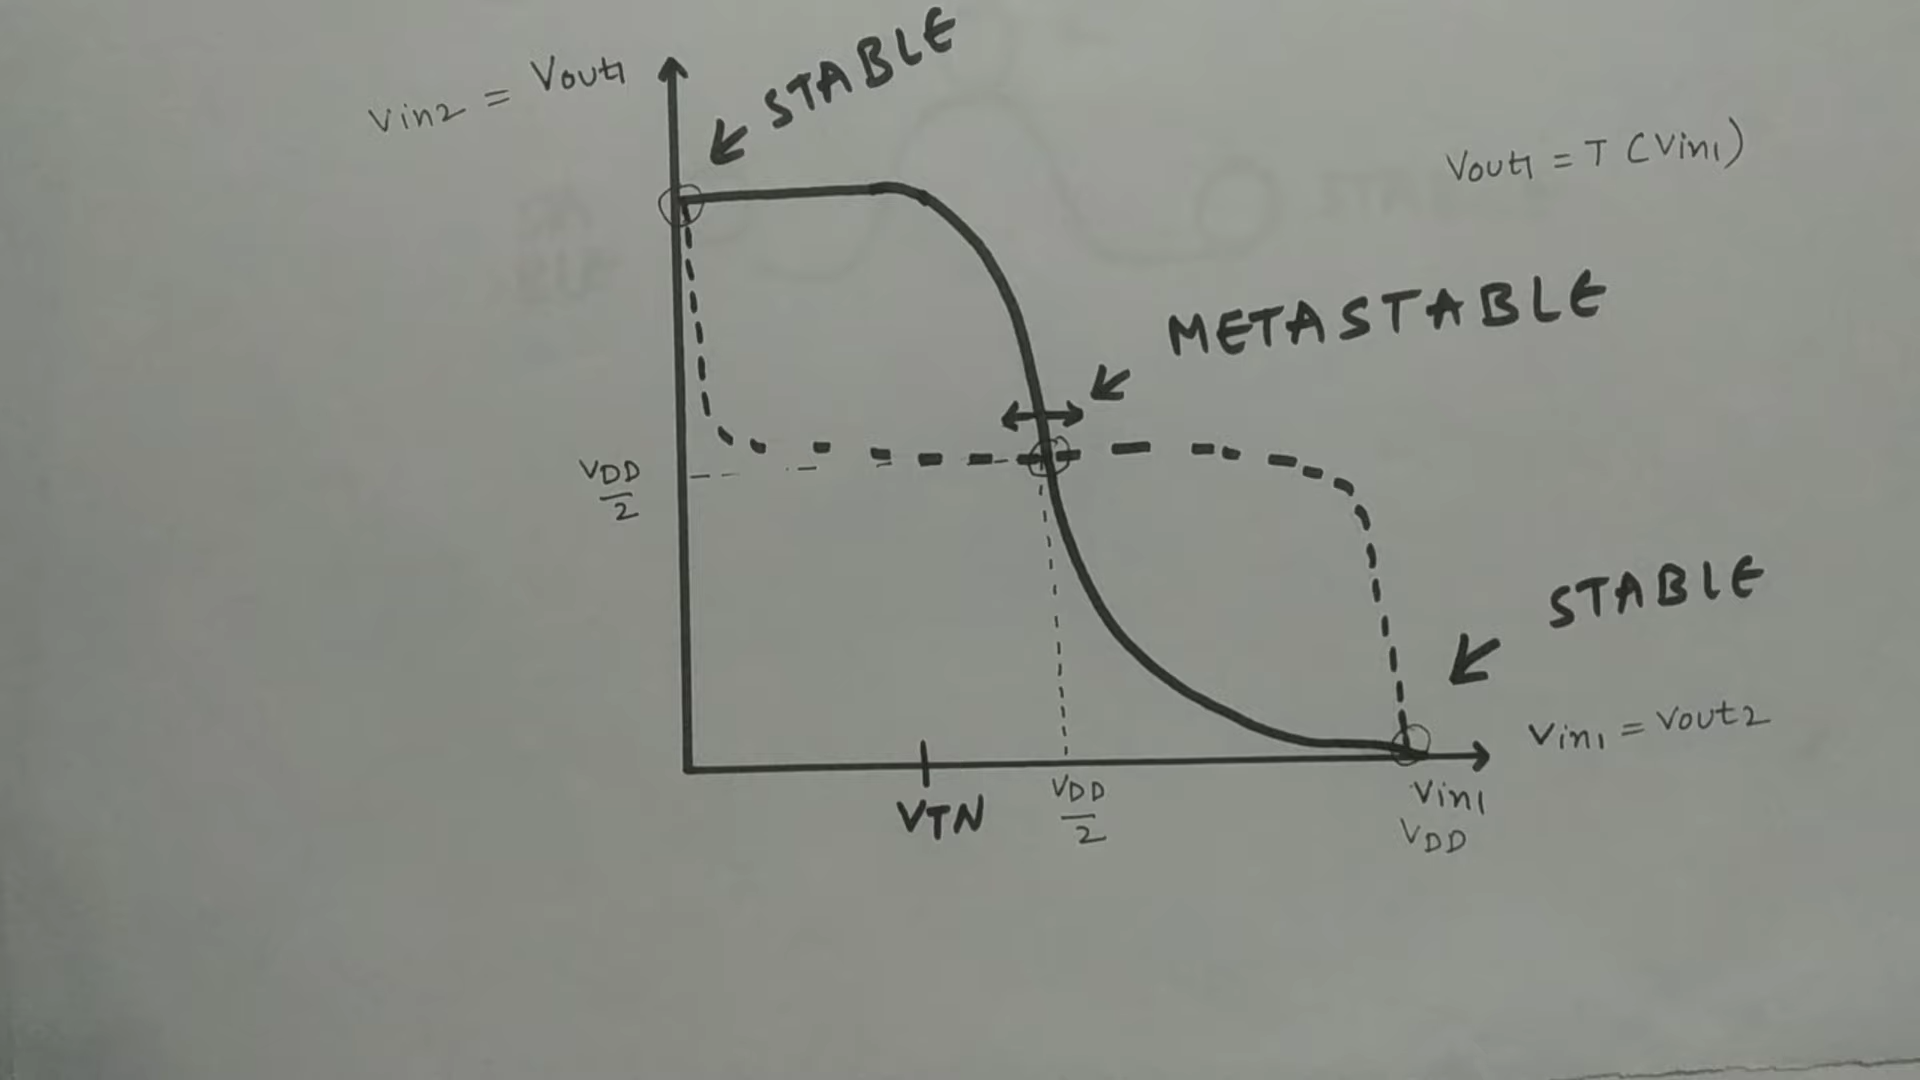 Vin2 = Vout1
STABLE
Vout1 = T (Vin1)
METASTABLE
VDD
2
STABLE
Vin1 = Vout2
VTN
VDD
2
Vin1
VDD